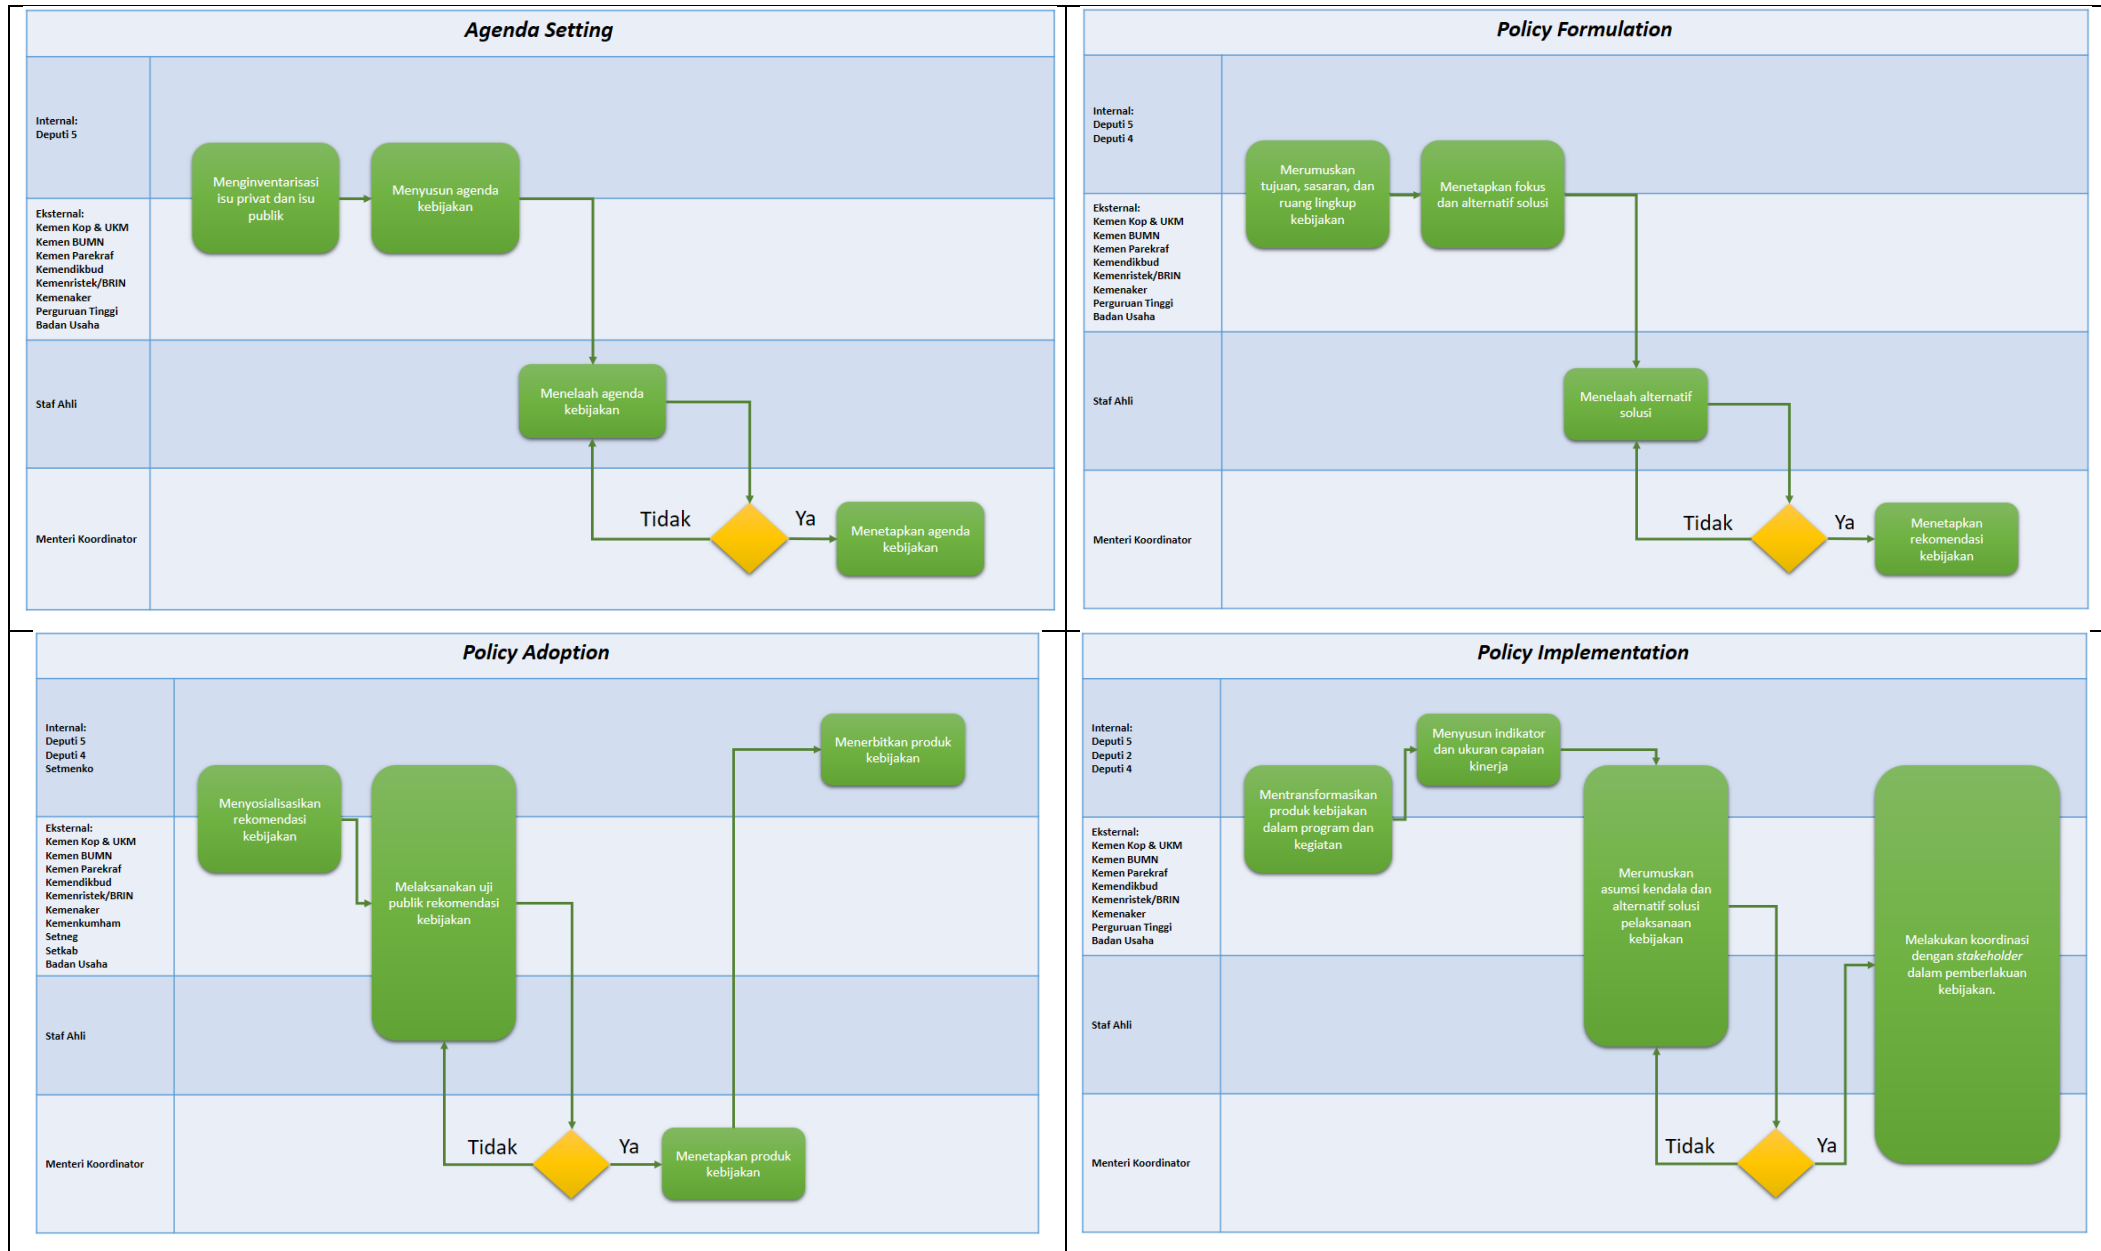 Agenda Setting
Internal:
Deputi 5
Eksternal:
Kemen Kop & UKM
Kemen BUMN
Kemen Parekraf
Kemendikbud
Kemenristek/BRIN
Kemenaker
Perguruan Tinggi
Badan Usaha
Staf Ahli
Menteri Koordinator
Menginventarisasi
isu privat dan isu
publik
Menyusun agenda
kebijakan
Menelaah agenda
kebijakan
Tidak
Ya
Menetapkan agenda
kebijakan
Policy Formulation
Internal:
Deputi 5
Deputi 4
Eksternal:
Kemen Kop & UKM
Kemen BUMN
Kemen Parekraf
Kemendikbud
Kemenristek/BRIN
Kemenaker
Perguruan Tinggi
Badan Usaha
Staf Ahli
Menteri Koordinator
Merumuskan
tujuan, sasaran, dan
ruang lingkup
kebijakan
Menetapkan fokus
dan alternatif solusi
Menelaah alternatif
solusi
Tidak
Ya
Menetapkan
rekomendasi
kebijakan
Policy Adoption
Internal:
Deputi 5
Deputi 4
Setmenko
Eksternal:
Kemen Kop & UKM
Kemen BUMN
Kemen Parekraf
Kemendikbud
Kemenristek/BRIN
Kemenaker
Kemenkumham
Setneg
Setkab
Badan Usaha
Staf Ahli
Menteri Koordinator
Menyosialisasikan
rekomendasi
kebijakan
Melaksanakan uji
publik rekomendasi
kebijakan
Tidak
Ya
Menetapkan produk
kebijakan
Menerbitkan produk
kebijakan
Policy Implementation
Internal:
Deputi 5
Deputi 2
Deputi 4
Eksternal:
Kemen Kop & UKM
Kemen BUMN
Kemen Parekraf
Kemendikbud
Kemenristek/BRIN
Kemenaker
Perguruan Tinggi
Badan Usaha
Staf Ahli
Menteri Koordinator
Mentransformasikan
produk kebijakan
dalam program dan
kegiatan
Menyusun indikator
dan ukuran capaian
kinerja
Merumuskan
asumsi kendala dan
alternatif solusi
pelaksanaan
kebijakan
Tidak
Ya
Melakukan koordinasi
dengan stakeholder
dalam pemberlakuan
kebijakan.